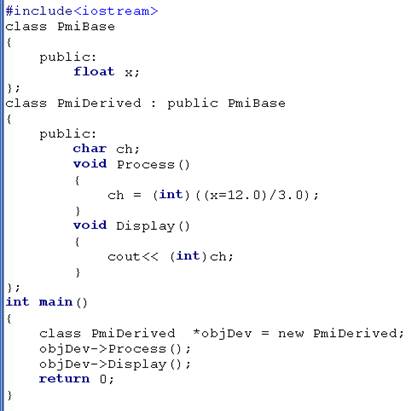 #include<iostream>
class PmiBase
{
    public:
        float x;
};
class PmiDerived : public PmiBase
{
    public:
        char ch;
        void Process()
        {
            ch = (int)((x=12.0)/3.0);
        }
        void Display()
        {
            cout<< (int)ch;
        }
};
int main()
{
    class PmiDerived  *objDev = new PmiDerived;
    objDev->Process();
    objDev->Display();
    return 0;
}